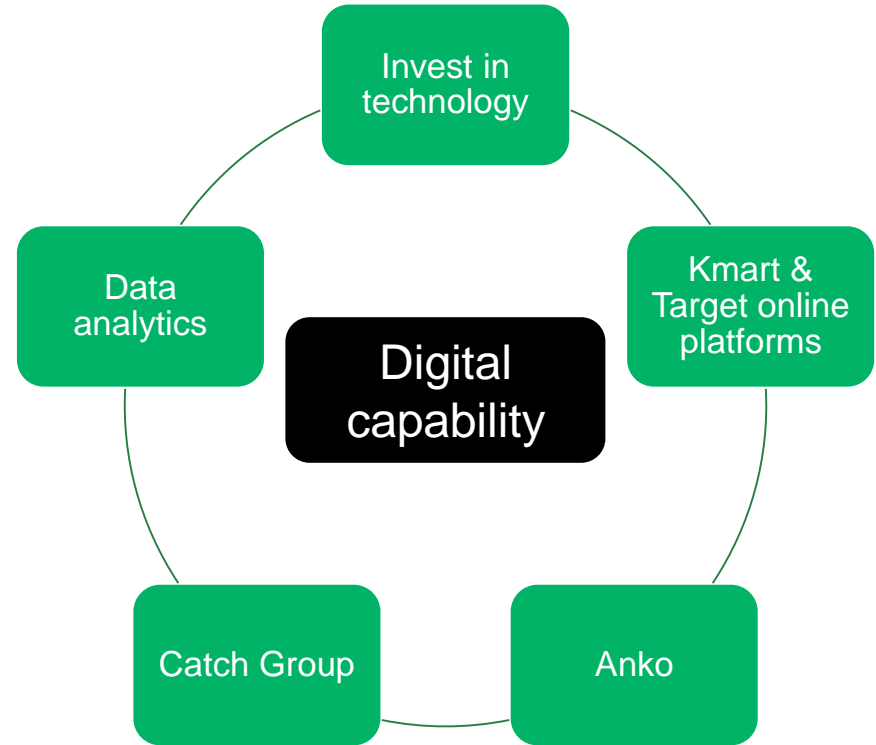 Invest in
technology
Kmart &
Target online
platforms
Anko
Catch Group
Data
analytics
Digital
capability